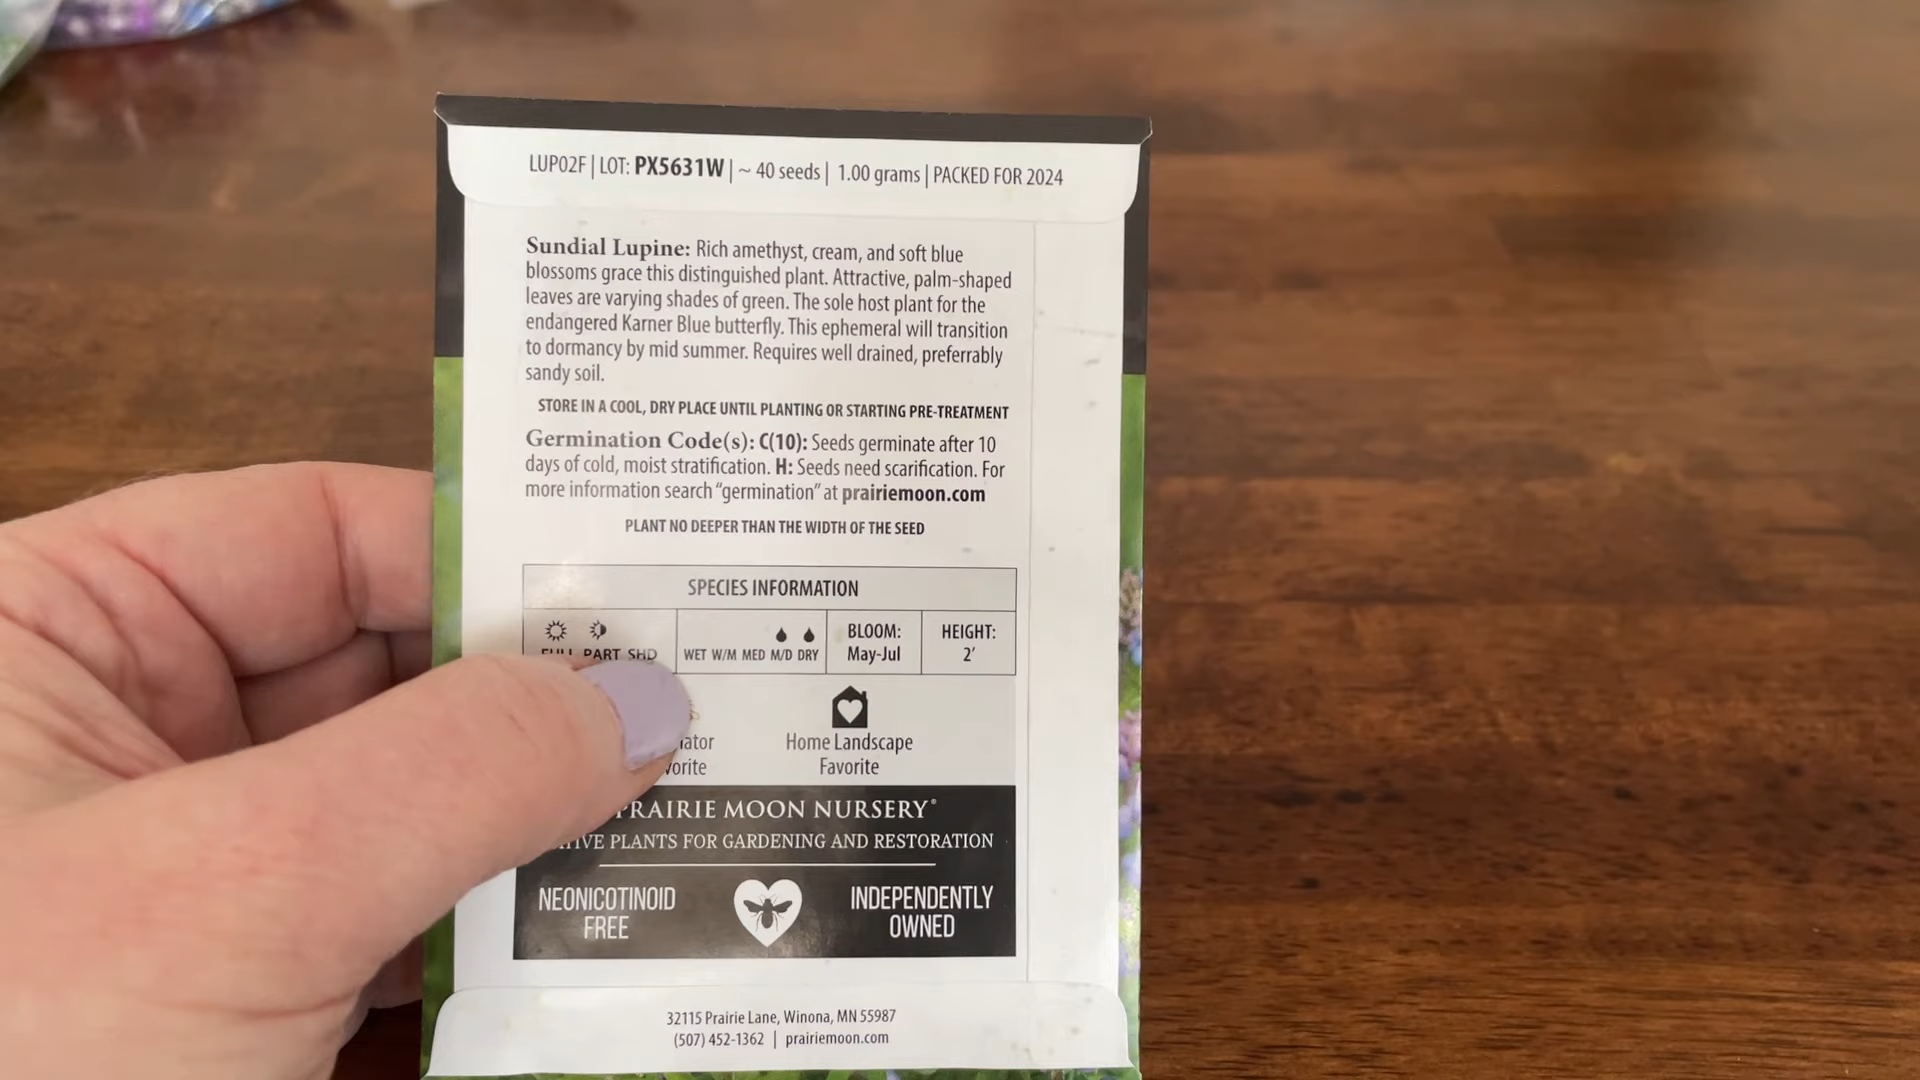 LUP02F | LOT: PX5631W | ~ 40 seeds | 1.00 grams | PACKED FOR 2024
Sundial Lupine: Rich amethyst, cream, and soft blue
blossoms grace this distinguished plant. Attractive, palm-shaped
leaves are varying shades of green. The sole host plant for the
endangered Karner Blue butterfly. This ephemeral will transition
to dormancy by mid summer. Requires well drained, preferrably
sandy soil.
STORE IN A COOL, DRY PLACE UNTIL PLANTING OR STARTING PRE-TREATMENT
Germination Code(s): C(10): Seeds germinate after 10
days of cold, moist stratification. H: Seeds need scarification. For
more information search “germination” at prairiemoon.com
PLANT NO DEEPER THAN THE WIDTH OF THE SEED
SPECIES INFORMATION
FULL PART SHD
WET W/M MED M/D DRY
BLOOM:
May-Jul
HEIGHT:
2'
Home Landscape
Favorite
PRAIRIE MOON NURSERY®
PLANTS FOR GARDENING AND RESTORATION
NEONICOTINOID
FREE
INDEPENDENTLY
OWNED
32115 Prairie Lane, Winona, MN 55987
(507) 452-1362 | prairiemoon.com